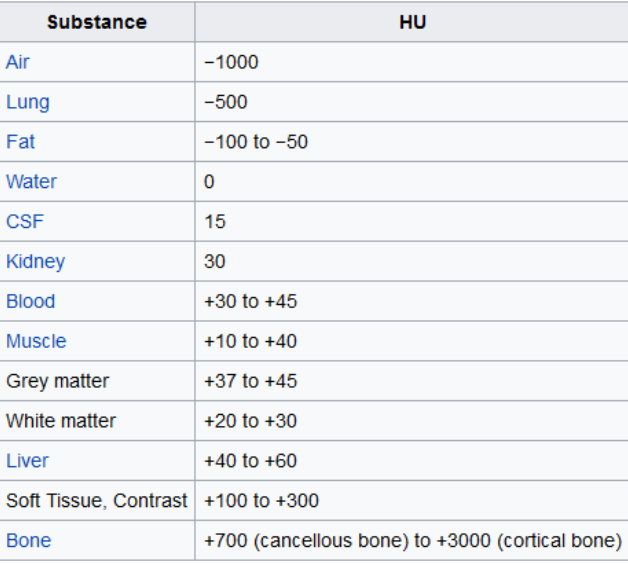 Substance HU
Air −1000
Lung −500
Fat −100 to −50
Water 0
CSF 15
Kidney 30
Blood +30 to +45
Muscle +10 to +40
Grey matter +37 to +45
White matter +20 to +30
Liver +40 to +60
Soft Tissue, Contrast +100 to +300
Bone +700 (cancellous bone) to +3000 (cortical bone)